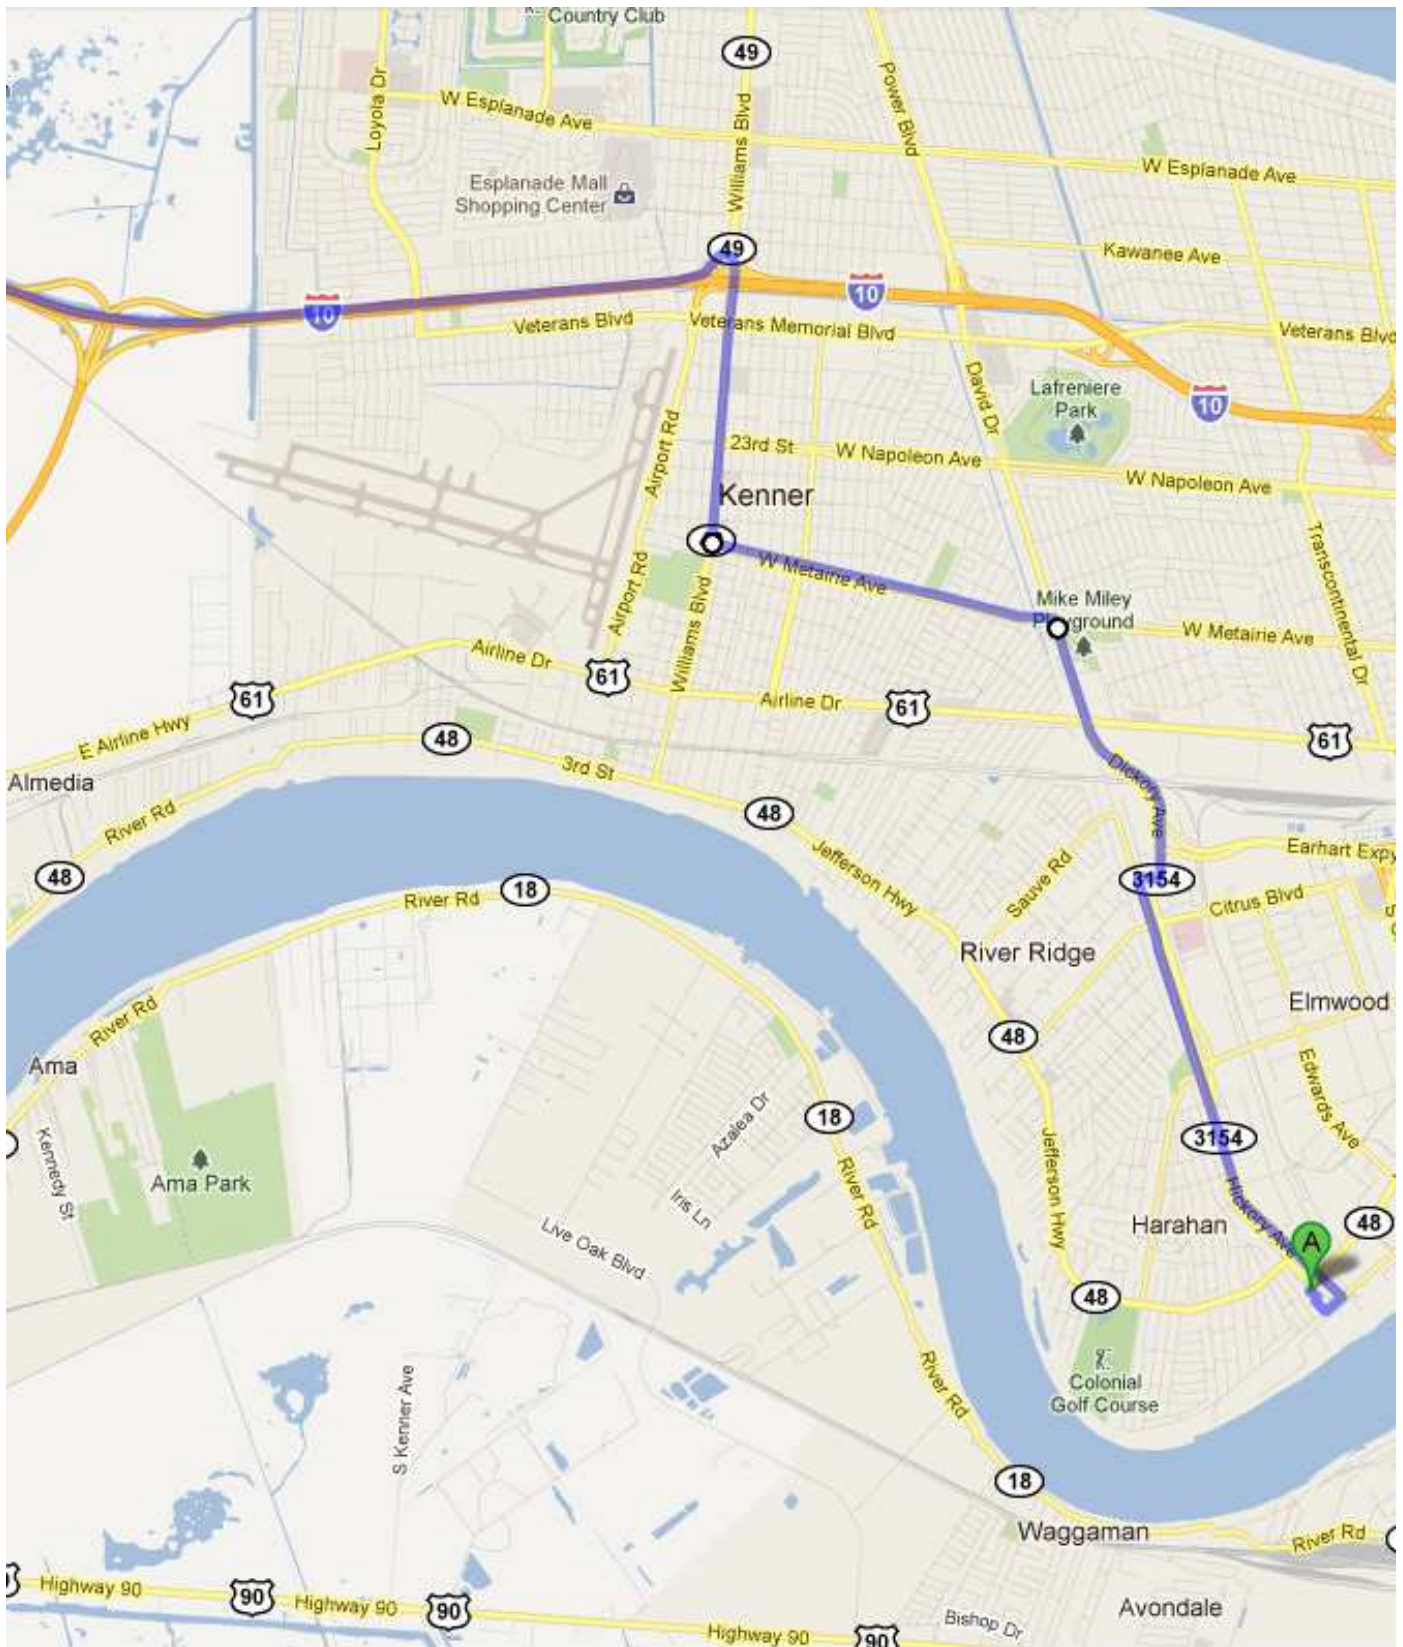 Country Club
49
Loyola Dr
W Esplanade Ave
Williams Blvd
Power Blvd
W Esplanade Ave
Esplanade Mall
Shopping Center
49
Kawanee Ave
10
10
Veterans Blvd
Veterans Memorial Blvd
Veterans Blvd
David Dr
Lafreniere
Park
10
Airport Rd
23rd St
W Napoleon Ave
W Napoleon Ave
Kenner
Transcontinental Dr
W Metairie Ave
Airport Rd
Williams Blvd
Mike Miley
Playground
W Metairie Ave
Airline Dr
61
61
Airline Dr
61
61
E Airline Hwy
48
3rd St
Almedia
River Rd
48
Dickory Ave
48
Jefferson Hwy
Sauve Rd
Earhart Expy
3154
Citrus Blvd
18
River Rd
River Ridge
Elmwood
River Rd
48
Ama
Edwards Ave
Kennedy St
Azalea Dr
18
3154
Jefferson Hwy
Ama Park
River Rd
Iris Ln
Hickory Ave
Harahan
48
A
Live Oak Blvd
48
S Kenner Ave
River Rd
Colonial
Golf Course
18
Waggaman
River Rd
Highway 90
90
Highway 90
90
Highway 90
90
Bishop Dr
Avondale